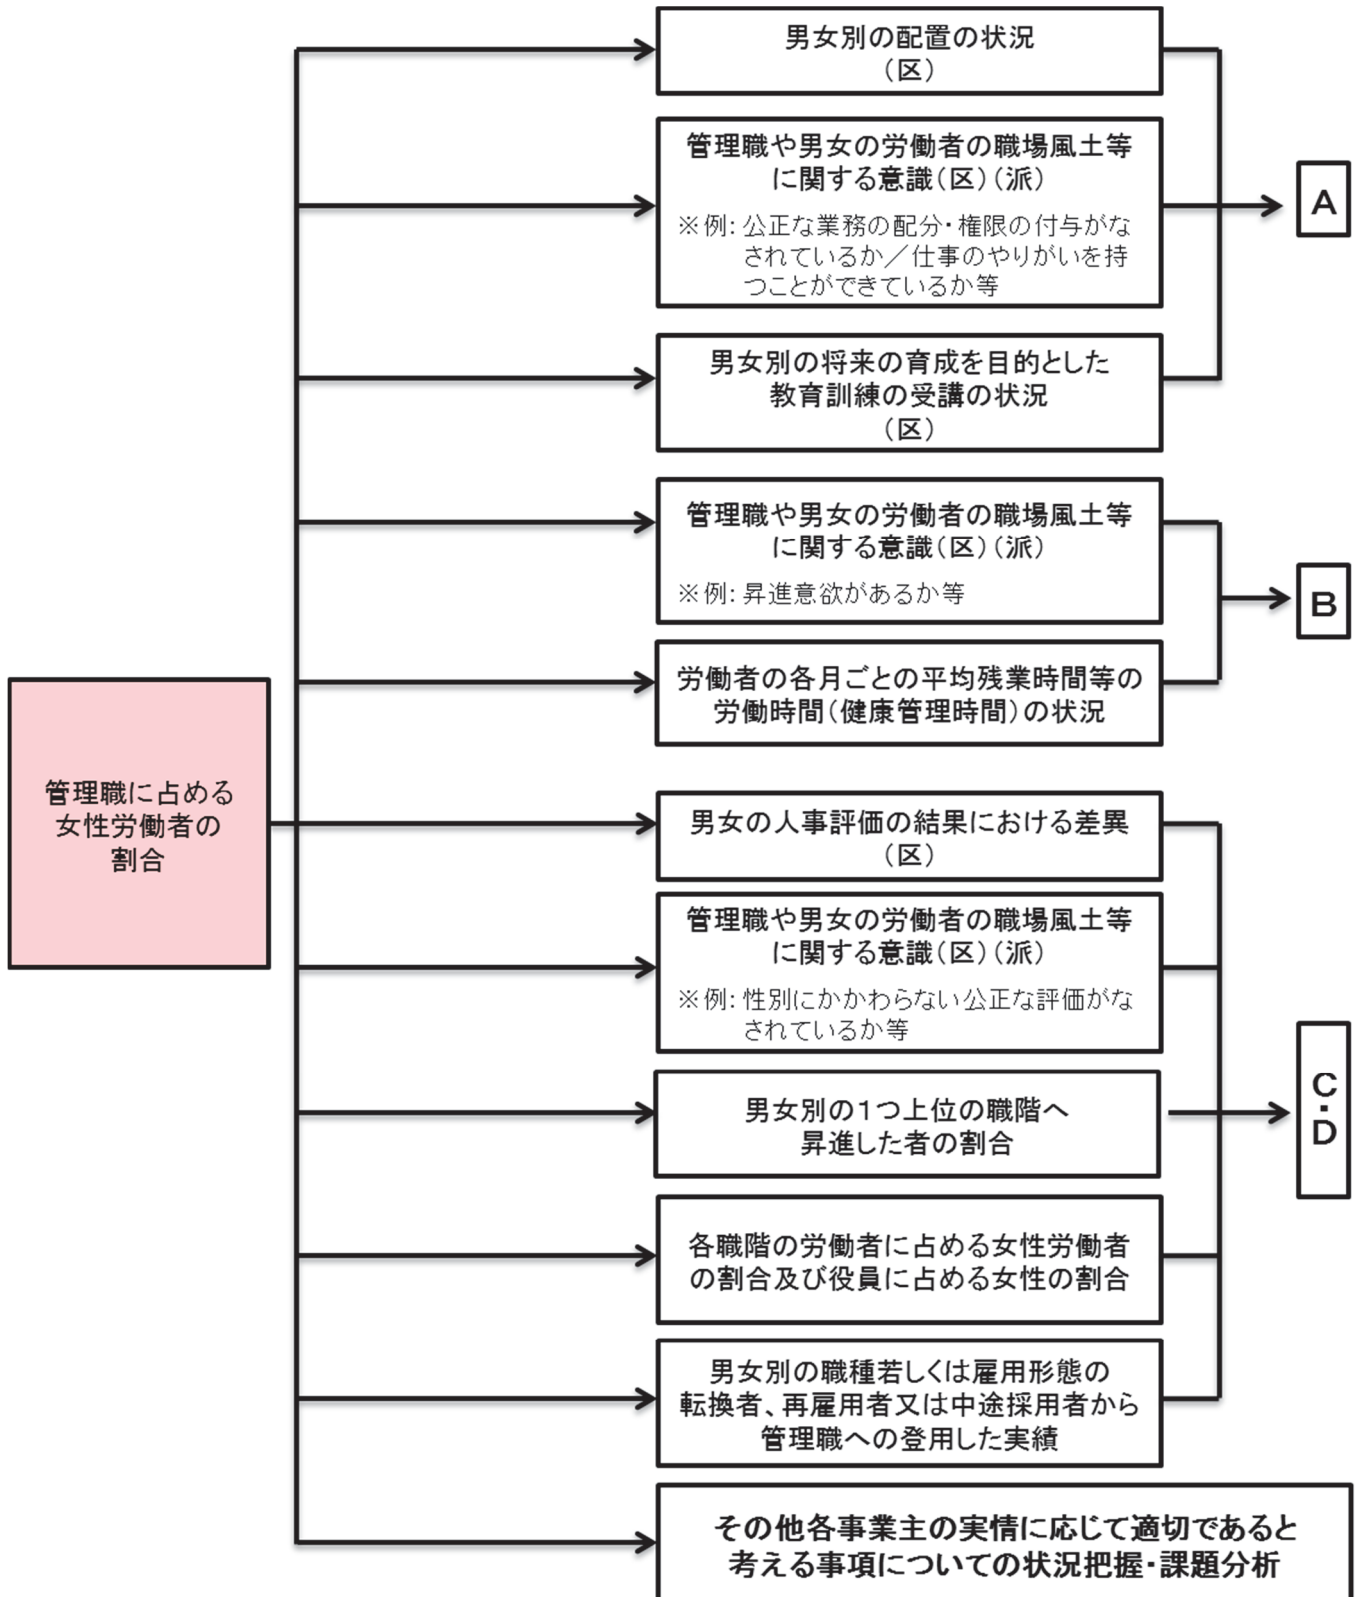 男女別の配置の状況
（区）
管理職や男女の労働者の職場風土等
に関する意識（区）（派）
※例：公正な業務の配分・権限の付与がな
されているか／仕事のやりがいを持
つことができているか等
A
男女別の将来の育成を目的とした
教育訓練の受講の状況
（区）
管理職や男女の労働者の職場風土等
に関する意識（区）（派）
※例：昇進意欲があるか等
B
労働者の各月ごとの平均残業時間等の
労働時間（健康管理時間）の状況
管理職に占める
女性労働者の
割合
男女の人事評価の結果における差異
（区）
管理職や男女の労働者の職場風土等
に関する意識（区）（派）
※例：性別にかかわらない公正な評価がな
されているか等
男女別の１つ上位の職階へ
昇進した者の割合
C・D
各職階の労働者に占める女性労働者
の割合及び役員に占める女性の割合
男女別の職種若しくは雇用形態の
転換者、再雇用者又は中途採用者から
管理職への登用した実績
その他各事業主の実情に応じて適切であると
考える事項についての状況把握・課題分析